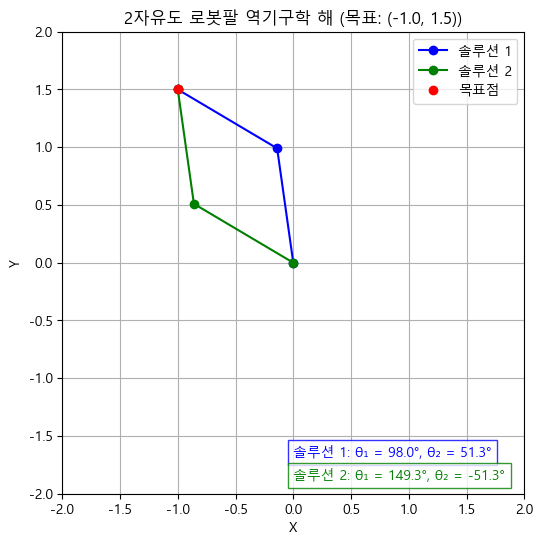 2자유도 로봇팔 역기구학 해 (목표: (-1.0, 1.5))
솔루션 1
솔루션 2
목표점
2.0
1.5
1.0
0.5
0.0
-0.5
-1.0
-1.5
-2.0
Y
솔루션 1: θ₁ = 98.0°, θ₂ = 51.3°
솔루션 2: θ₁ = 149.3°, θ₂ = -51.3°
-2.0 -1.5 -1.0 -0.5 0.0 0.5 1.0 1.5 2.0
X